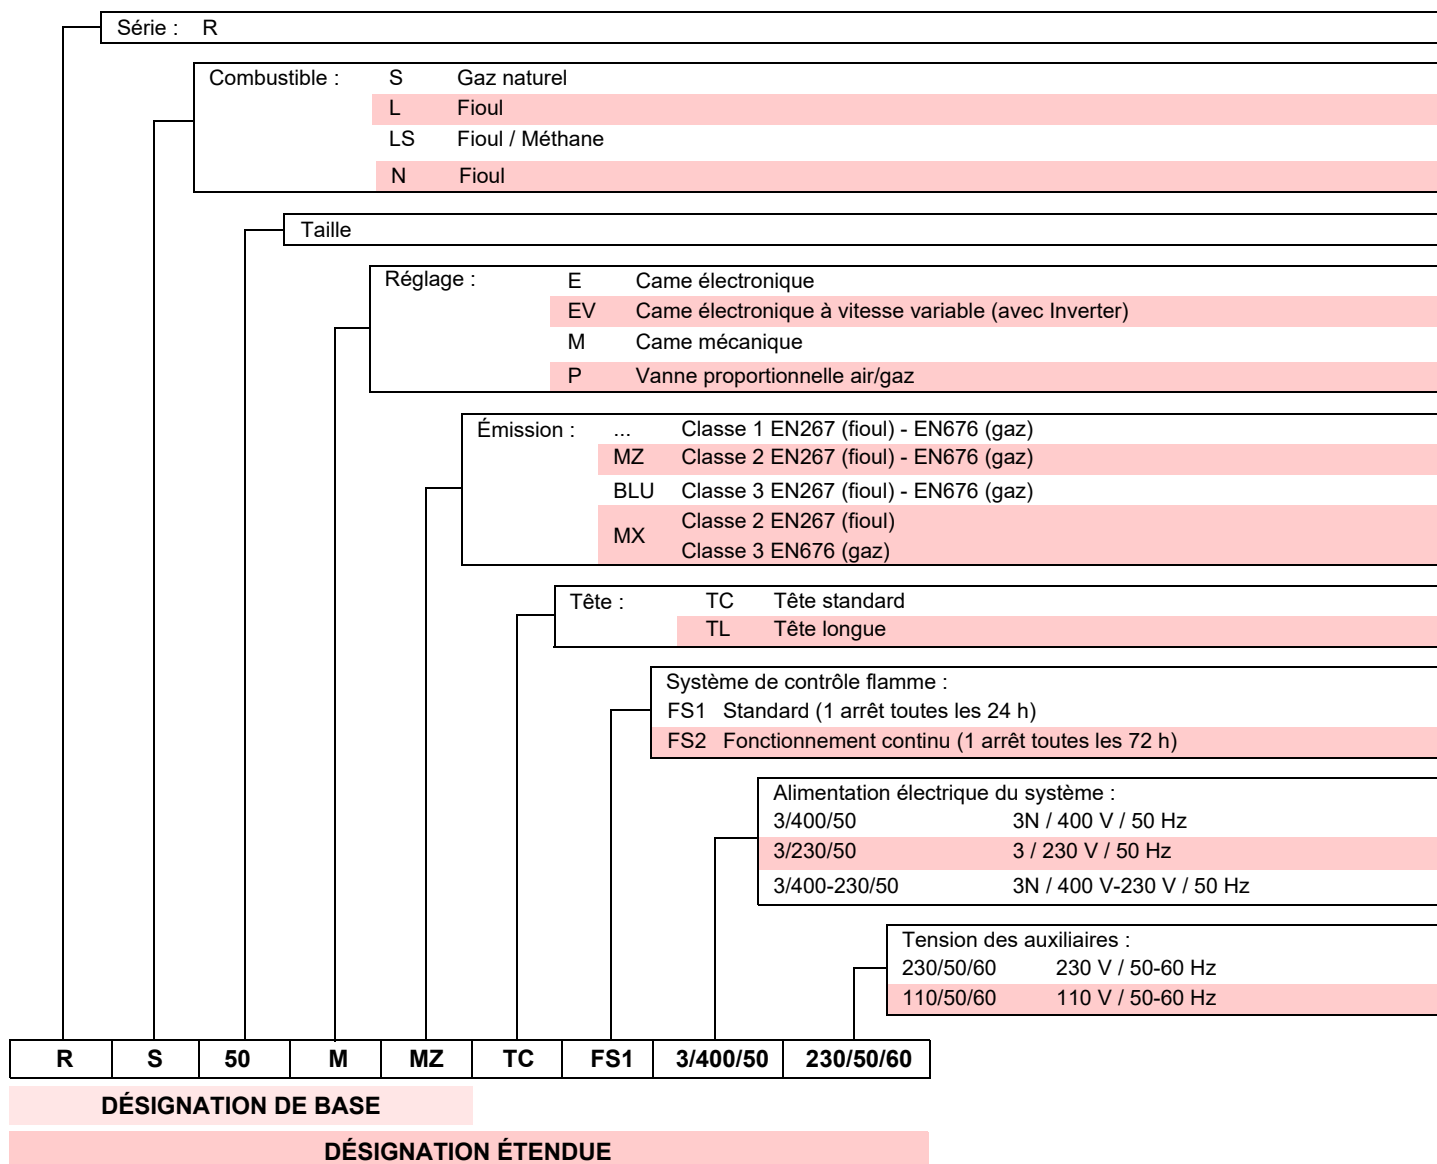 Série : R
Combustible : S Gaz naturel
L Fioul
LS Fioul / Méthane
N Fioul
Taille
Réglage : E Came électronique
EV Came électronique à vitesse variable (avec Inverter)
M Came mécanique
P Vanne proportionnelle air/gaz
Émission : ... Classe 1 EN267 (fioul) - EN676 (gaz)
MZ Classe 2 EN267 (fioul) - EN676 (gaz)
BLU Classe 3 EN267 (fioul) - EN676 (gaz)
MX Classe 2 EN267 (fioul)
Classe 3 EN676 (gaz)
Tête : TC Tête standard
TL Tête longue
Système de contrôle flamme :
FS1 Standard (1 arrêt toutes les 24 h)
FS2 Fonctionnement continu (1 arrêt toutes les 72 h)
Alimentation électrique du système :
3/400/50 3N / 400 V / 50 Hz
3/230/50 3 / 230 V / 50 Hz
3/400-230/50 3N / 400 V-230 V / 50 Hz
Tension des auxiliaires :
230/50/60 230 V / 50-60 Hz
110/50/60 110 V / 50-60 Hz
R S 50 M MZ TC FS1 3/400/50 230/50/60
DÉSIGNATION DE BASE
DÉSIGNATION ÉTENDUE